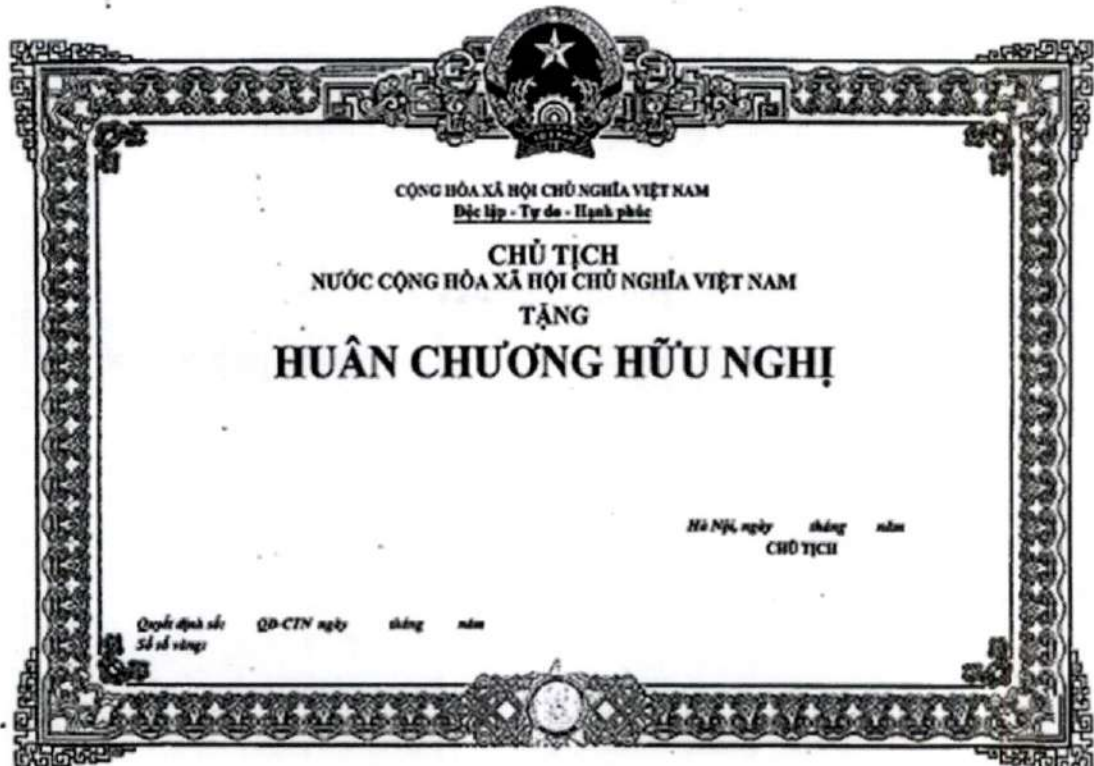 CỘNG HÒA XÃ HỘI CHỦ NGHĨA VIỆT NAM
Độc lập - Tự do - Hạnh phúc
CHỦ TỊCH
NƯỚC CỘNG HÒA XÃ HỘI CHỦ NGHĨA VIỆT NAM
TẶNG
HUÂN CHƯƠNG HỮU NGHỊ
Hà Nội, ngày tháng năm
CHỦ TỊCH
Quyết định số: QĐ-CTN ngày tháng năm
Số sổ vàng: